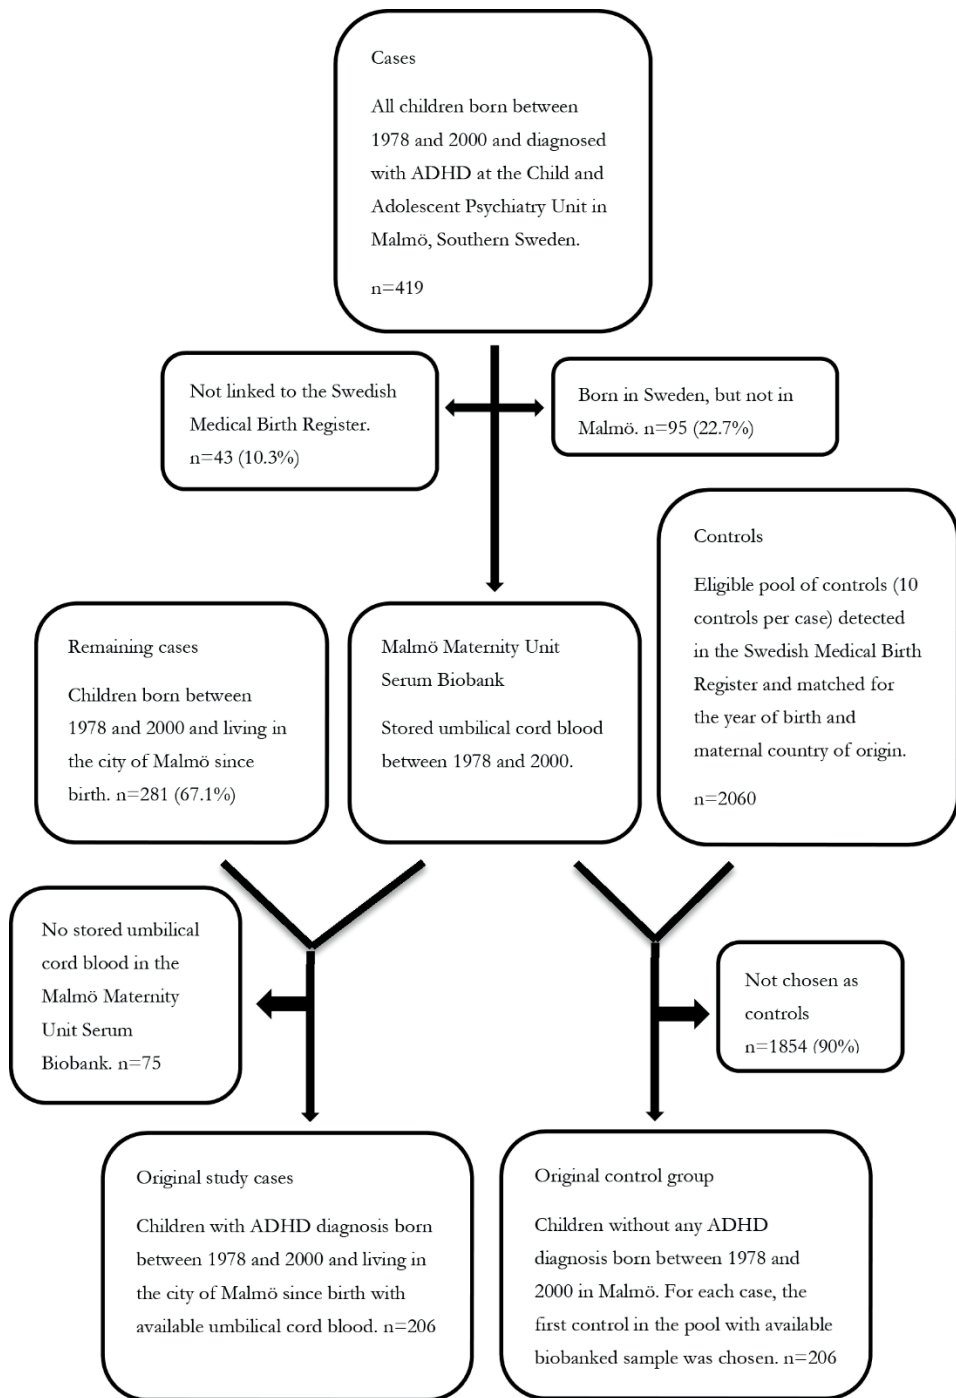 Cases
All children born between
1978 and 2000 and diagnosed
with ADHD at the Child and
Adolescent Psychiatry Unit in
Malmö, Southern Sweden.
n=419
Not linked to the Swedish
Medical Birth Register.
n=43 (10.3%)
Born in Sweden, but not in
Malmö. n=95 (22.7%)
Remaining cases
Children born between
1978 and 2000 and living in
the city of Malmö since
birth. n=281 (67.1%)
Malmö Maternity Unit
Serum Biobank
Stored umbilical cord blood
between 1978 and 2000.
Controls
Eligible pool of controls (10
controls per case) detected
in the Swedish Medical Birth
Register and matched for
the year of birth and
maternal country of origin.
n=2060
No stored umbilical
cord blood in the
Malmö Maternity
Unit Serum
Biobank. n=75
Not chosen as
controls
n=1854 (90%)
Original study cases
Children with ADHD diagnosis born
between 1978 and 2000 and living in
the city of Malmö since birth with
available umbilical cord blood. n=206
Original control group
Children without any ADHD
diagnosis born between 1978 and
2000 in Malmö. For each case, the
first control in the pool with available
biobanked sample was chosen. n=206